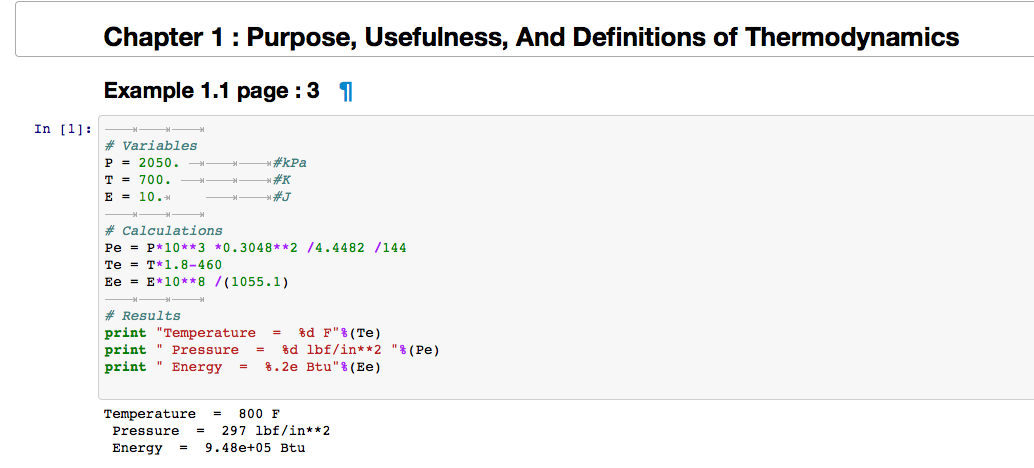 Chapter 1 : Purpose, Usefulness, And Definitions of Thermodynamics
Example 1.1 page : 3 ¶
In [1]:
# Variables
P = 2050. #kPa
T = 700. #K
E = 10. #J
# Calculations
Pe = P*10**3 *0.3048**2 /4.4482 /144
Te = T*1.8-460
Ee = E*10**8 /(1055.1)
# Results
print "Temperature  =  %d F"%(Te)
print " Pressure  =  %d lbf/in**2 "%(Pe)
print " Energy  =  %.2e Btu"%(Ee)
Temperature  =  800 F
 Pressure  =  297 lbf/in**2
 Energy  =  9.48e+05 Btu